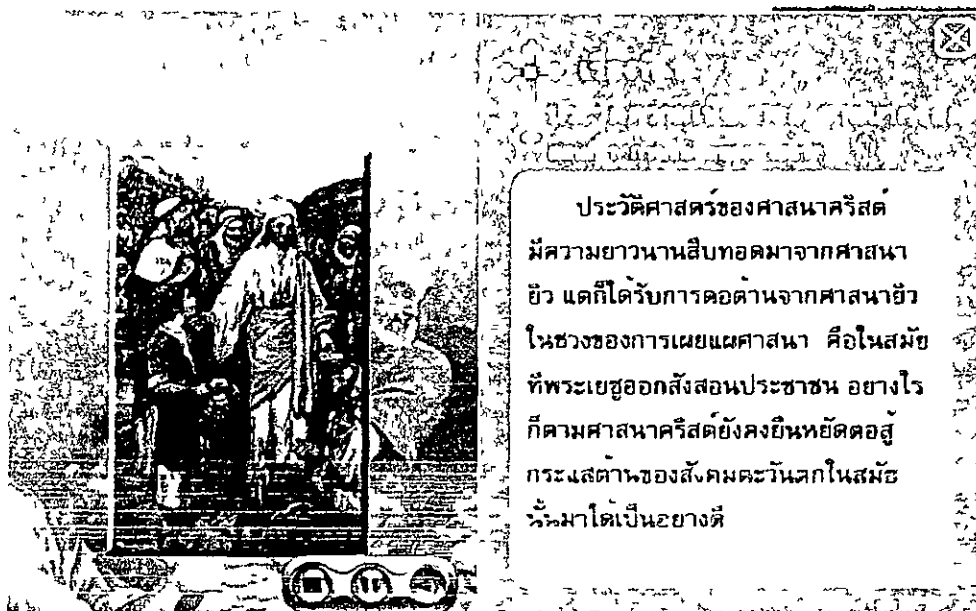 ประวัติศาสตร์ของศาสนาคริสต์
มีความยาวนานสืบทอดมาจากศาสนา
ยิว แต่ก็ได้รับการต่อต้านจากศาสนายิว
ในช่วงของการเผยแผ่ศาสนา คือในสมัย
ที่พระเยซูออกสั่งสอนประชาชน อย่างไร
ก็ตามศาสนาคริสต์ยังคงยืนหยัดต่อสู้
กระแสต้านของสังคมตะวันตกในสมัย
นั้นมาได้เป็นอย่างดี